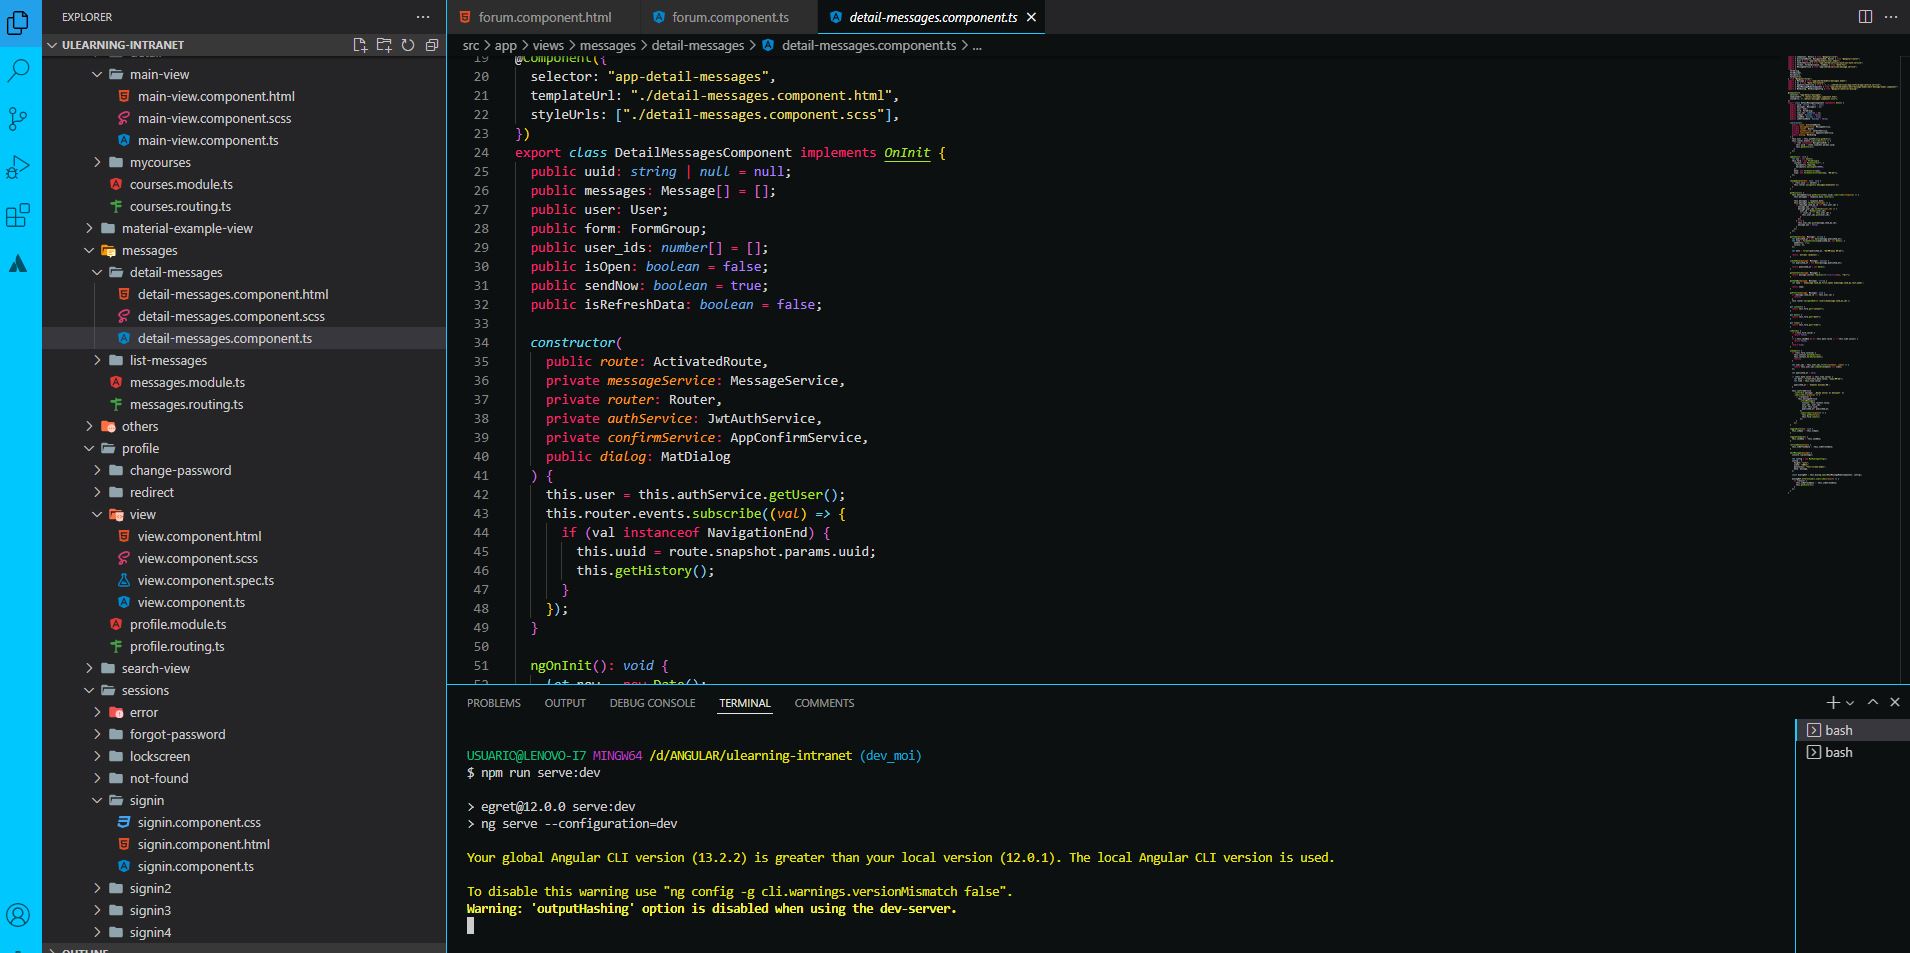 EXPLORER
ULEARNING-INTRANET
main-view
main-view.component.html
main-view.component.scss
main-view.component.ts
mycourses
courses.module.ts
courses.routing.ts
material-example-view
messages
detail-messages
detail-messages.component.html
detail-messages.component.scss
detail-messages.component.ts
list-messages
messages.module.ts
messages.routing.ts
others
profile
change-password
redirect
view
view.component.html
view.component.scss
view.component.spec.ts
view.component.ts
profile.module.ts
profile.routing.ts
search-view
sessions
error
forgot-password
lockscreen
not-found
signin
signin.component.css
signin.component.html
signin.component.ts
signin2
signin3
signin4
OUTLINE
forum.component.html forum.component.ts detail-messages.component.ts
src > app > views > messages > detail-messages > detail-messages.component.ts > ...
19 @Component({
20 selector: "app-detail-messages",
21 templateUrl: "./detail-messages.component.html",
22 styleUrls: ["./detail-messages.component.scss"],
23 })
24 export class DetailMessagesComponent implements OnInit {
25 public uuid: string | null = null;
26 public messages: Message[] = [];
27 public user: User;
28 public form: FormGroup;
29 public user_ids: number[] = [];
30 public isOpen: boolean = false;
31 public sendNow: boolean = true;
32 public isRefreshData: boolean = false;
33
34 constructor(
35 public route: ActivatedRoute,
36 private messageService: MessageService,
37 private router: Router,
38 private authService: JwtAuthService,
39 private confirmService: AppConfirmService,
40 public dialog: MatDialog
41 ) {
42 this.user = this.authService.getUser();
43 this.router.events.subscribe((val) => {
44 if (val instanceof NavigationEnd) {
45 this.uuid = route.snapshot.params.uuid;
46 this.getHistory();
47 }
48 });
49 }
50
51 ngOnInit(): void {
52 let now = new Date();
PROBLEMS OUTPUT DEBUG CONSOLE TERMINAL COMMENTS
USUARIO@LENOVO-I7 MINGW64 /d/ANGULAR/ulearning-intranet (dev_moi)
$ npm run serve:dev
> egret@12.0.0 serve:dev
> ng serve --configuration=dev
Your global Angular CLI version (13.2.2) is greater than your local version (12.0.1). The local Angular CLI version is used.
To disable this warning use "ng config -g cli.warnings.versionMismatch false".
Warning: 'outputHashing' option is disabled when using the dev-server.
bash
bash